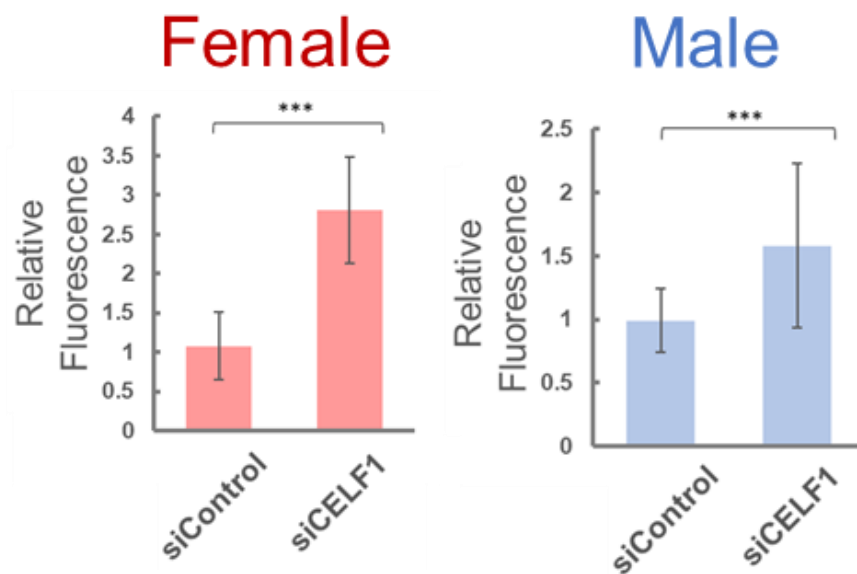 Female
***
4
3.5
3
2.5
2
1.5
1
0.5
0
Relative
Fluorescence
siControl
siCELF1
Male
***
2.5
2
1.5
1
0.5
0
Relative
Fluorescence
siControl
siCELF1